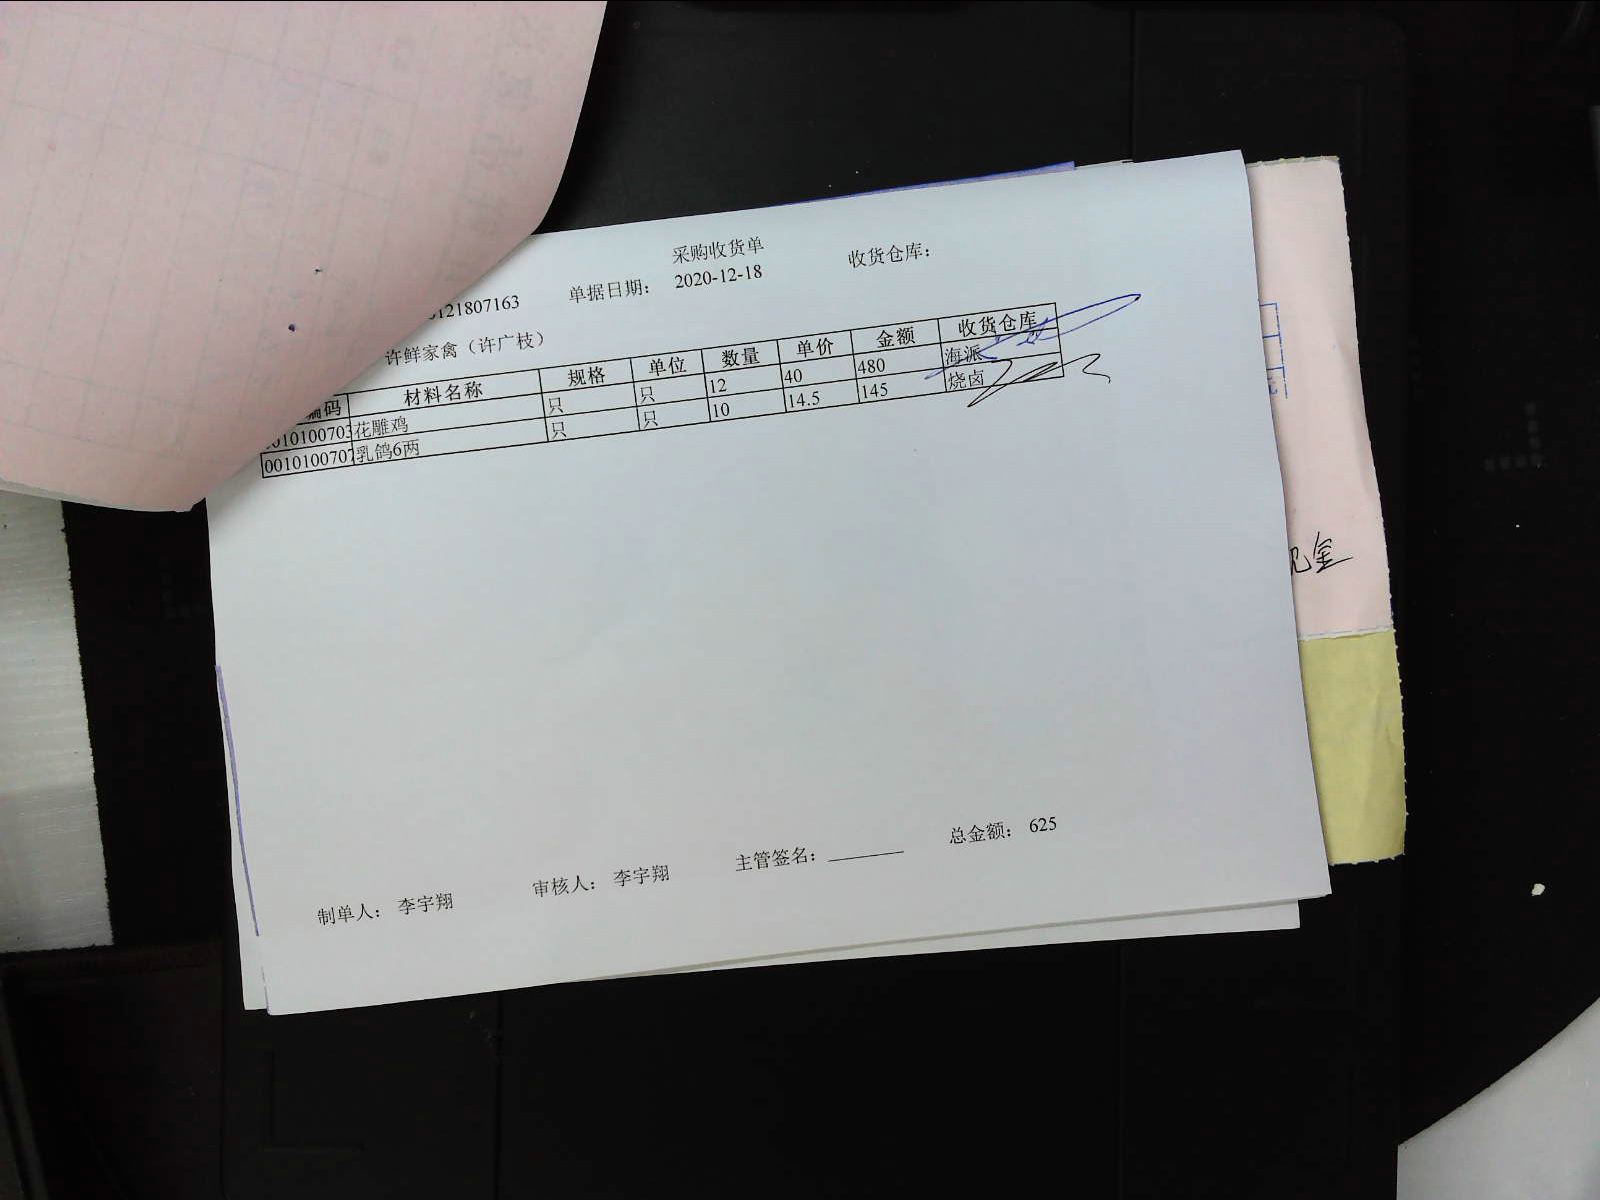 采购收货单
121807163 单据日期: 2020-12-18 收货仓库:
许鲜家禽（许广枝）
编码 材料名称 规格 单位 数量 单价 金额 收货仓库
010100703 花雕鸡 只 只 12 40 480 海派
001010070 乳鸽6两 只 只 10 14.5 145 烧卤
现金
总金额: 625
制单人: 李宇翔 审核人: 李宇翔 主管签名: